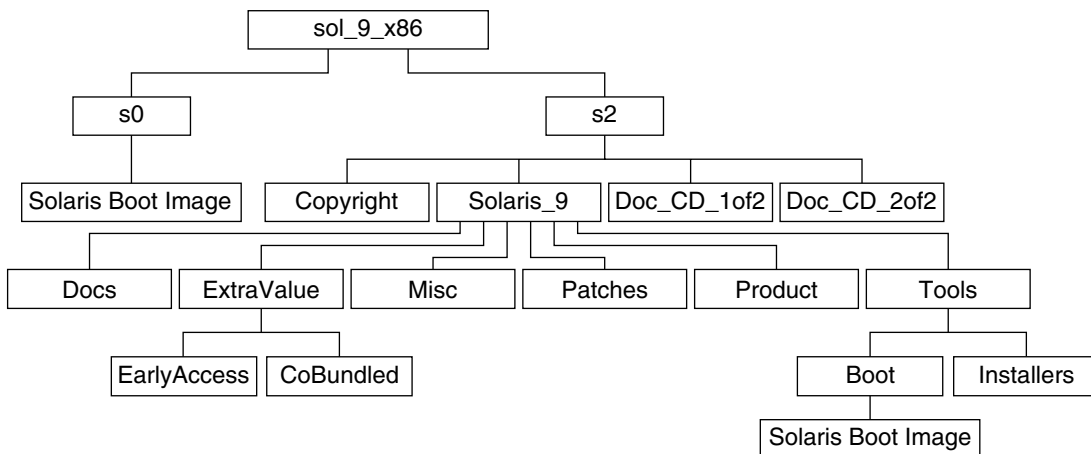 sol_9_x86
s0
s2
Solaris Boot Image
Copyright
Solaris_9
Doc_CD_1of2
Doc_CD_2of2
Docs
ExtraValue
Misc
Patches
Product
Tools
EarlyAccess
CoBundled
Boot
Installers
Solaris Boot Image